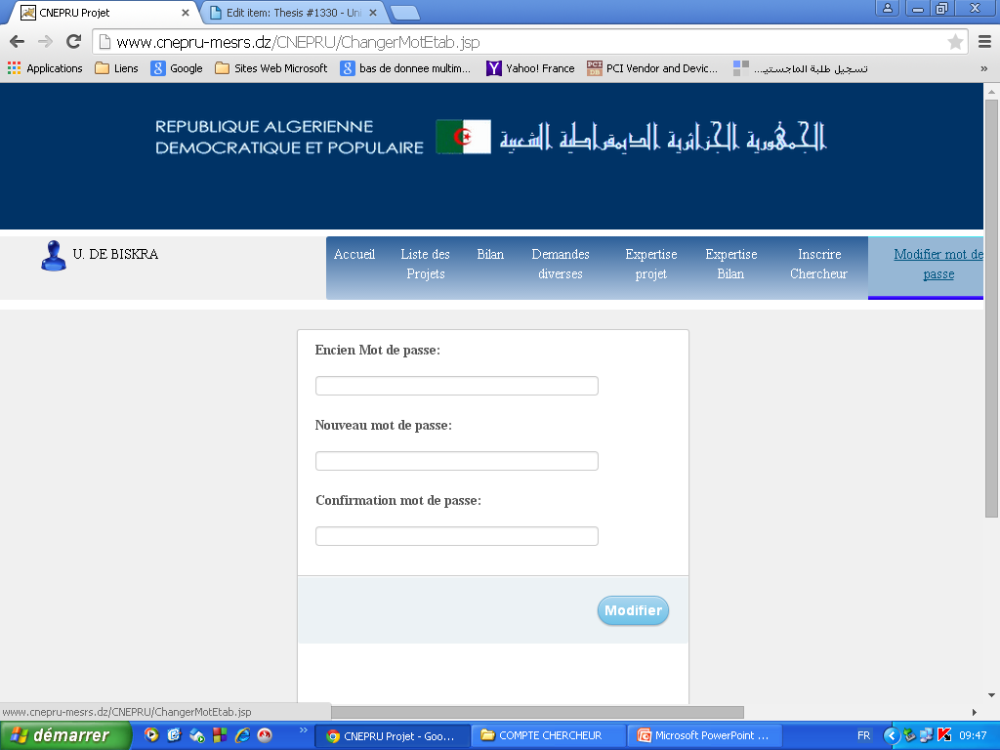 CNEPRU Projet
Edit item: Thesis #1330 - Uni
www.cnepru-mesrs.dz/CNEPRU/ChangerMotEtab.jsp
Applications
Liens
Google
Sites Web Microsoft
bas de donnee multim...
Yahoo! France
PCI Vendor and Devic...
تسجيل طلبة الماجستيـ...
»
REPUBLIQUE ALGERIENNE
DEMOCRATIQUE ET POPULAIRE
الجمهورية الجزائرية الديمقراطية الشعبية
U. DE BISKRA
Accueil
Liste des
Projets
Bilan
Demandes
diverses
Expertise
projet
Expertise
Bilan
Inscrire
Chercheur
Modifier mot de
passe
Encien Mot de passe:
Nouveau mot de passe:
Confirmation mot de passe:
Modifier
www.cnepru-mesrs.dz/CNEPRU/ChangerMotEtab.jsp
démarrer
»
CNEPRU Projet - Goo...
COMPTE CHERCHEUR
Microsoft PowerPoint ...
FR
09:47